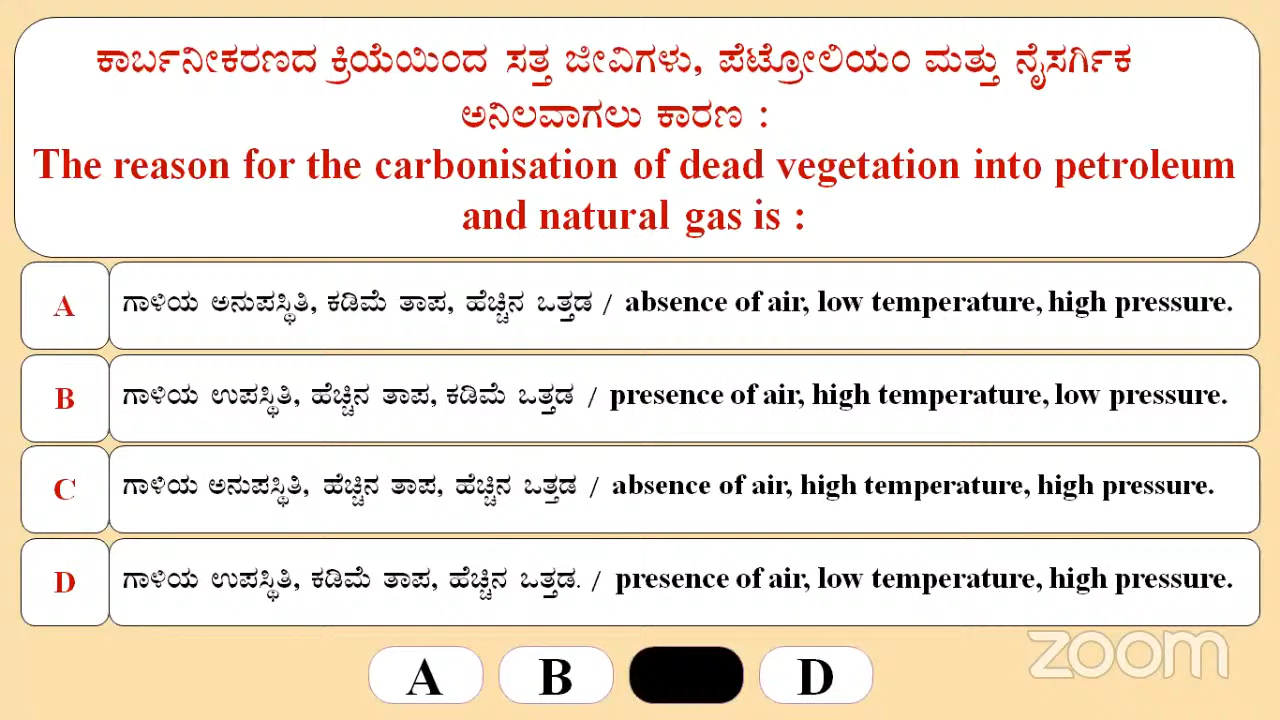 ಕಾರ್ಬನೀಕರಣದ ಕ್ರಿಯೆಯಿಂದ ಸತ್ತ ಜೀವಿಗಳು, ಪೆಟ್ರೋಲಿಯಂ ಮತ್ತು ನೈಸರ್ಗಿಕ
ಅನಿಲವಾಗಲು ಕಾರಣ :
The reason for the carbonisation of dead vegetation into petroleum
and natural gas is :
A ಗಾಳಿಯ ಅನುಪಸ್ಥಿತಿ, ಕಡಿಮೆ ತಾಪ, ಹೆಚ್ಚಿನ ಒತ್ತಡ / absence of air, low temperature, high pressure.
B ಗಾಳಿಯ ಉಪಸ್ಥಿತಿ, ಹೆಚ್ಚಿನ ತಾಪ, ಕಡಿಮೆ ಒತ್ತಡ / presence of air, high temperature, low pressure.
C ಗಾಳಿಯ ಅನುಪಸ್ಥಿತಿ, ಹೆಚ್ಚಿನ ತಾಪ, ಹೆಚ್ಚಿನ ಒತ್ತಡ / absence of air, high temperature, high pressure.
D ಗಾಳಿಯ ಉಪಸ್ಥಿತಿ, ಕಡಿಮೆ ತಾಪ, ಹೆಚ್ಚಿನ ಒತ್ತಡ. / presence of air, low temperature, high pressure.
zoom
A B D